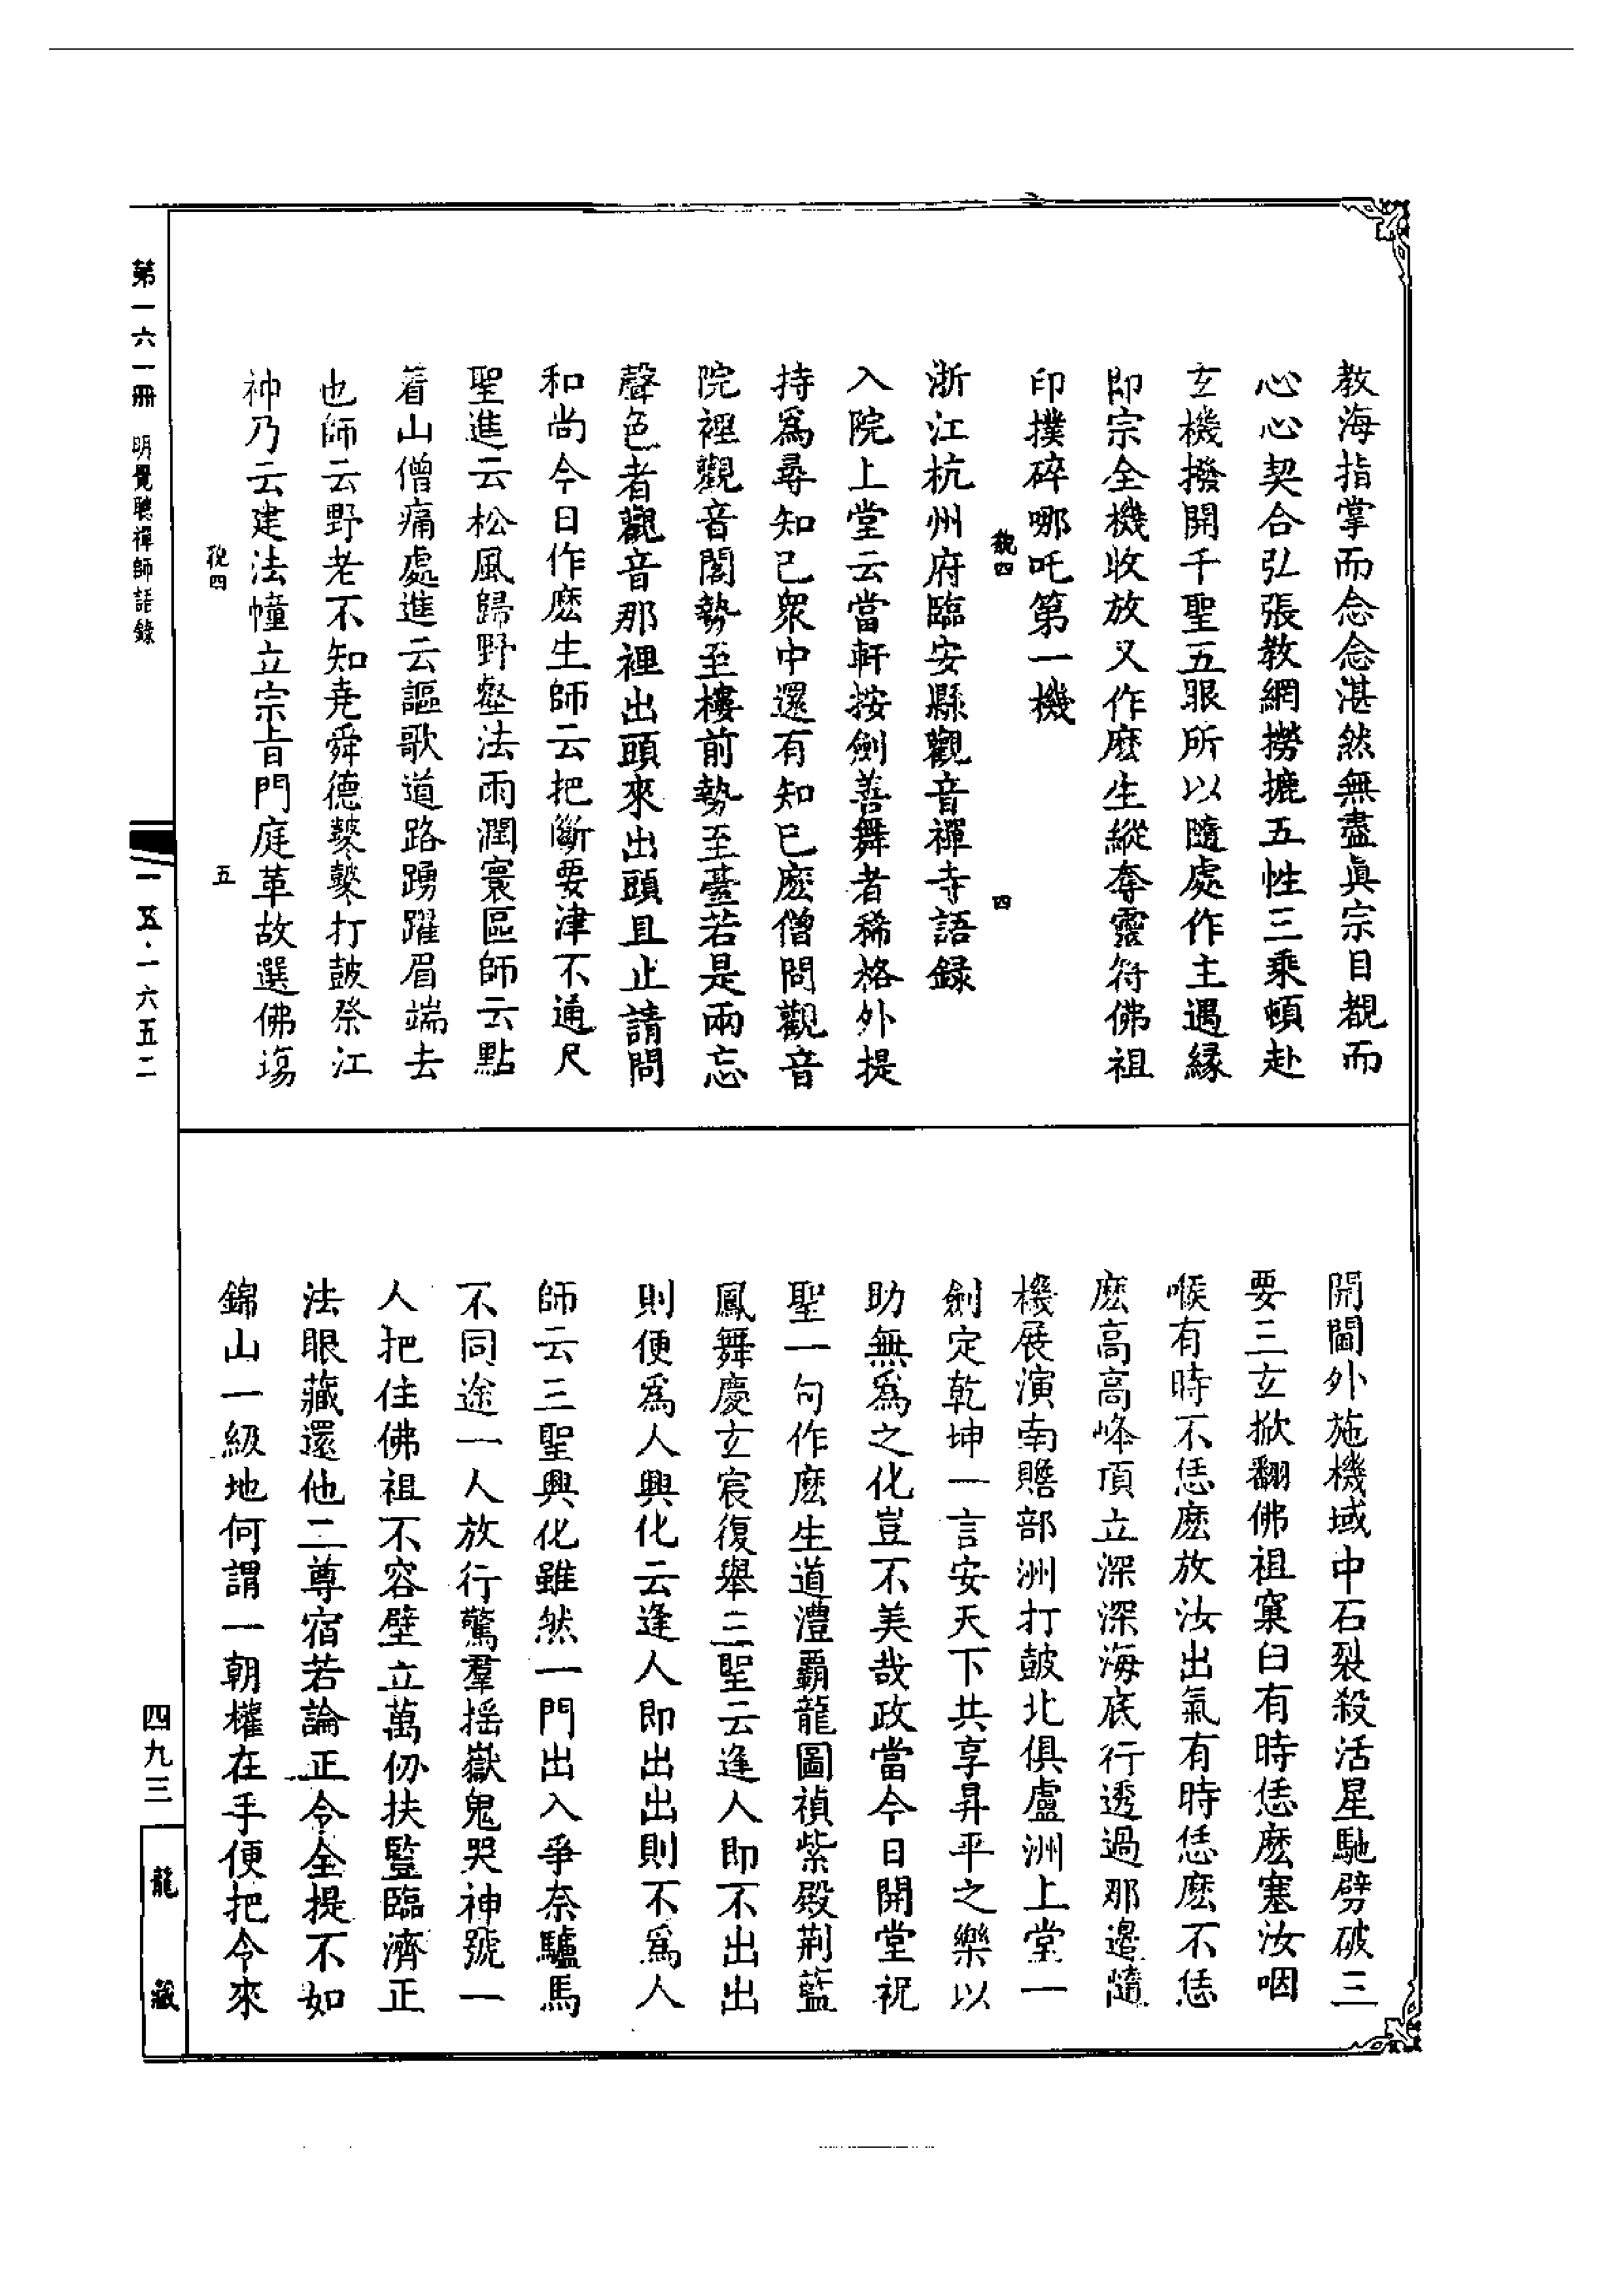 教海指掌而念念湛然無盡眞宗目覩而
心心契合弘張教網撈摝五性三乘頓赴
玄機撥開千聖五眼所以隨處作主遇緣
即宗全機收放又作麽生縱奪靈符佛祖
印撲碎哪吒第一機
四
浙江杭州府臨安縣觀音禪寺語録
入院上堂云當軒按劍善舞者稀格外提
持爲尋知已衆中還有知已麽僧問觀音
院裡觀音閣勢至樓前勢至臺若是兩忘
聲色者觀音那裡出頭來出頭且止請問
和尚今日作麽生師云把斷要津不通尺
聖進云松風歸野壑法雨潤寰區師云點
着山僧痛處進云謳歌道路踴躍眉端去
也師云野老不知堯舜德鼕鼕打皷祭江
神乃云建法幢立宗旨門庭革故選佛塲
四
五
開閫外施機域中石裂殺活星馳劈破三
要三玄掀翻佛祖窠臼有時恁麽塞汝咽
喉有時不恁麽放汝出氣有時恁麽不恁
麽高高峰頂立深深海底行透過那邊隨
機展演南贍部洲打皷北俱盧洲上堂一
劍定乾坤一言安天下共享昇平之樂以
助無爲之化豈不美哉政當今日開堂祝
聖一句作麽生道澧覇龍圖禎紫殿荆藍
鳳舞慶玄宸復舉三聖云逢人即不出出
則便爲人興化云逢人即出出則不爲人
師云三聖興化雖然一門出入爭奈驢馬
不同途一人放行驚羣搖嶽鬼哭神號一
人把住佛祖不容壁立萬仞扶豎臨濟正
法眼藏還他二尊宿若論正令全提不如
錦山一級地何謂一朝權在手便把令來
第一六一冊 明覺聰禪師語錄
一五·一六五二
四九三
龍藏